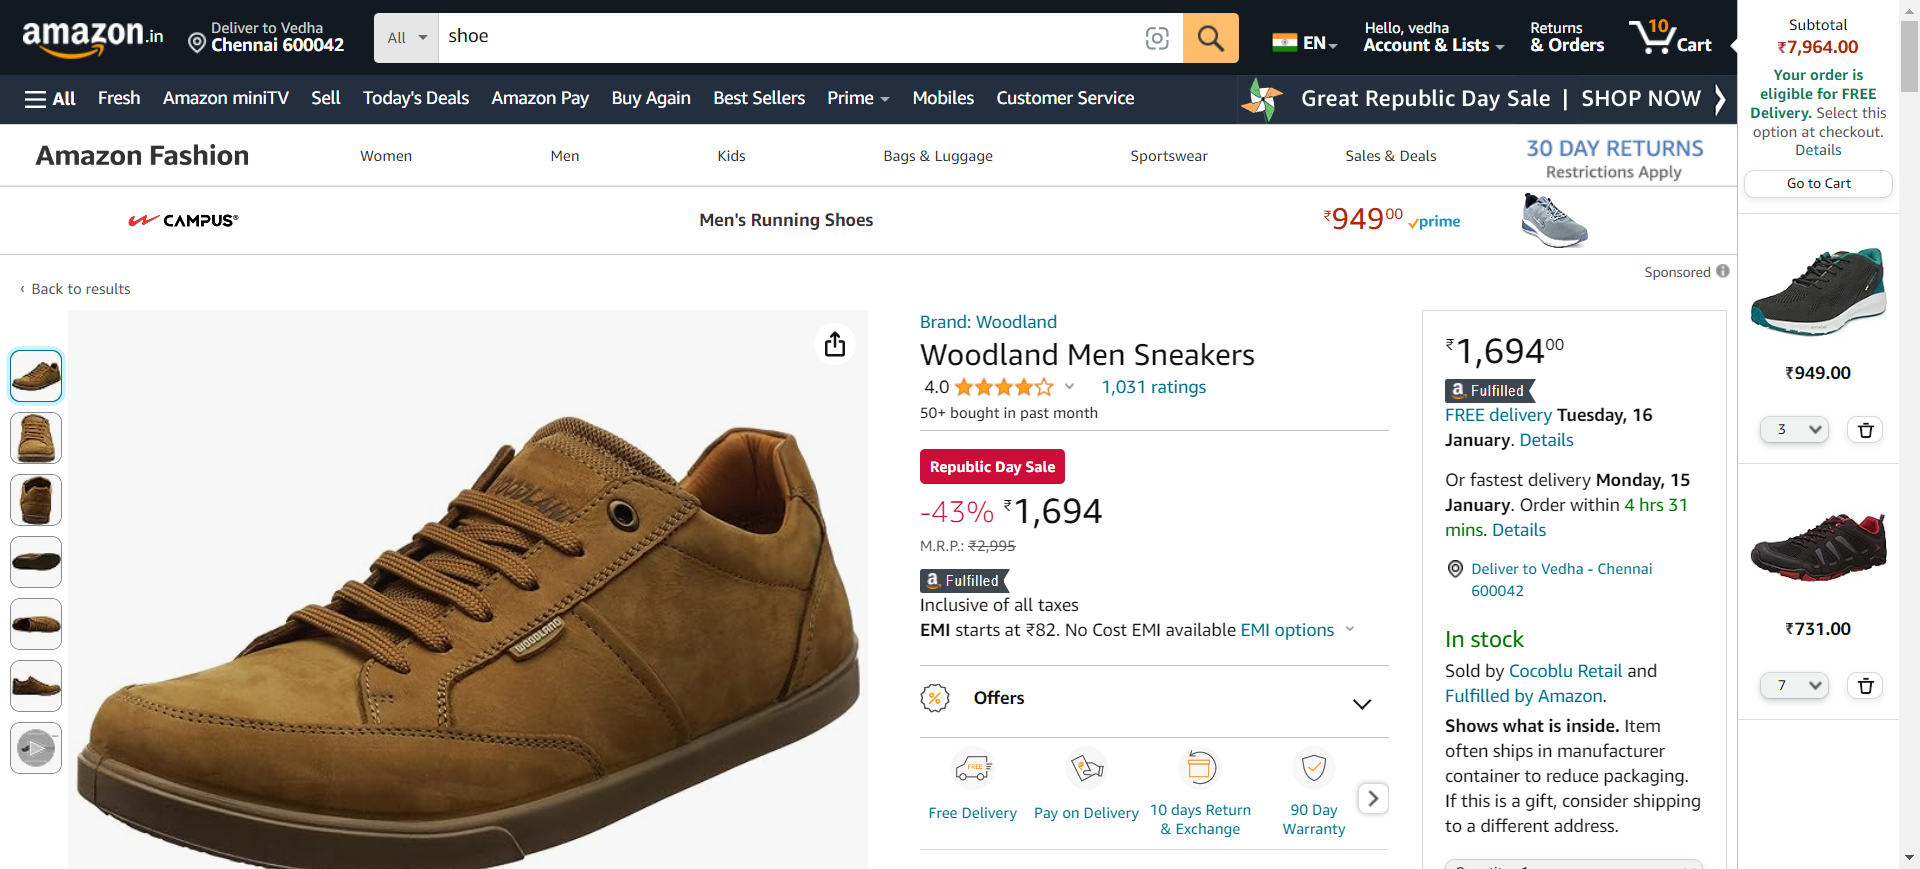 amazon.in
Deliver to Vedha
Chennai 600042
All
shoe
EN
Hello, vedha
Account & Lists
Returns
& Orders
10
Cart
All
Fresh
Amazon miniTV
Sell
Today's Deals
Amazon Pay
Buy Again
Best Sellers
Prime
Mobiles
Customer Service
Great Republic Day Sale | SHOP NOW
Amazon Fashion
Women
Men
Kids
Bags & Luggage
Sportswear
Sales & Deals
30 DAY RETURNS
Restrictions Apply
CAMPUS®
Men's Running Shoes
₹94900 prime
Sponsored
‹ Back to results
WOODLAND
WOODLAND
Brand: Woodland
Woodland Men Sneakers
4.0
1,031 ratings
50+ bought in past month
Republic Day Sale
-43% ₹1,694
M.R.P.: ₹2,995
a Fulfilled
Inclusive of all taxes
EMI starts at ₹82. No Cost EMI available EMI options
%
Offers
FREE
Free Delivery
₹
Pay on Delivery
10 days Return
& Exchange
90 Day
Warranty
₹1,69400
a Fulfilled
FREE delivery Tuesday, 16
January. Details
Or fastest delivery Monday, 15
January. Order within 4 hrs 31
mins. Details
Deliver to Vedha - Chennai
600042
In stock
Sold by Cocoblu Retail and
Fulfilled by Amazon.
Shows what is inside. Item
often ships in manufacturer
container to reduce packaging.
If this is a gift, consider shipping
to a different address.
Subtotal
₹7,964.00
Your order is
eligible for FREE
Delivery. Select this
option at checkout.
Details
Go to Cart
₹949.00
3
₹731.00
7